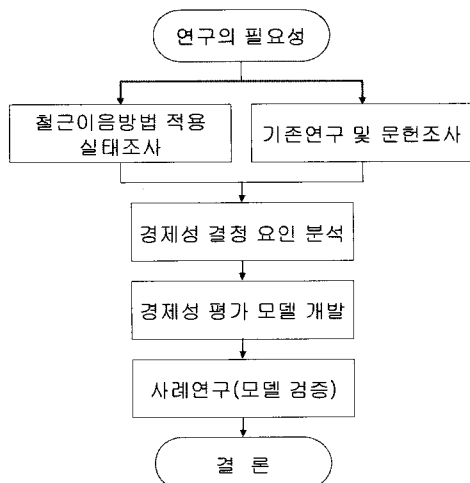 연구의 필요성
철근이음방법 적용
실태조사
기존연구 및 문헌조사
경제성 결정 요인 분석
경제성 평가 모델 개발
사례연구(모델 검증)
결 론